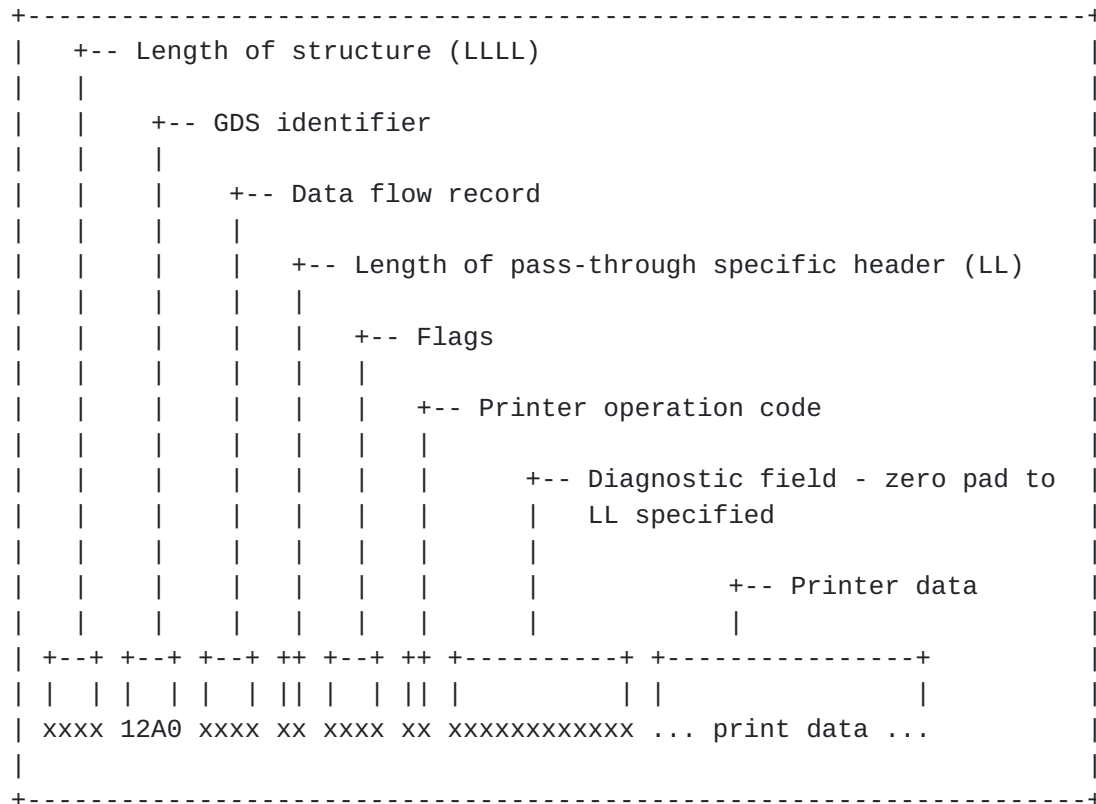 Length of structure (LLLL)
GDS identifier
Data flow record
Length of pass-through specific header (LL)
Flags
Printer operation code
Diagnostic field - zero pad to
LL specified
Printer data
xxxx 12A0 xxxx xx xxxx xx xxxxxxxxxxxx ... print data ...